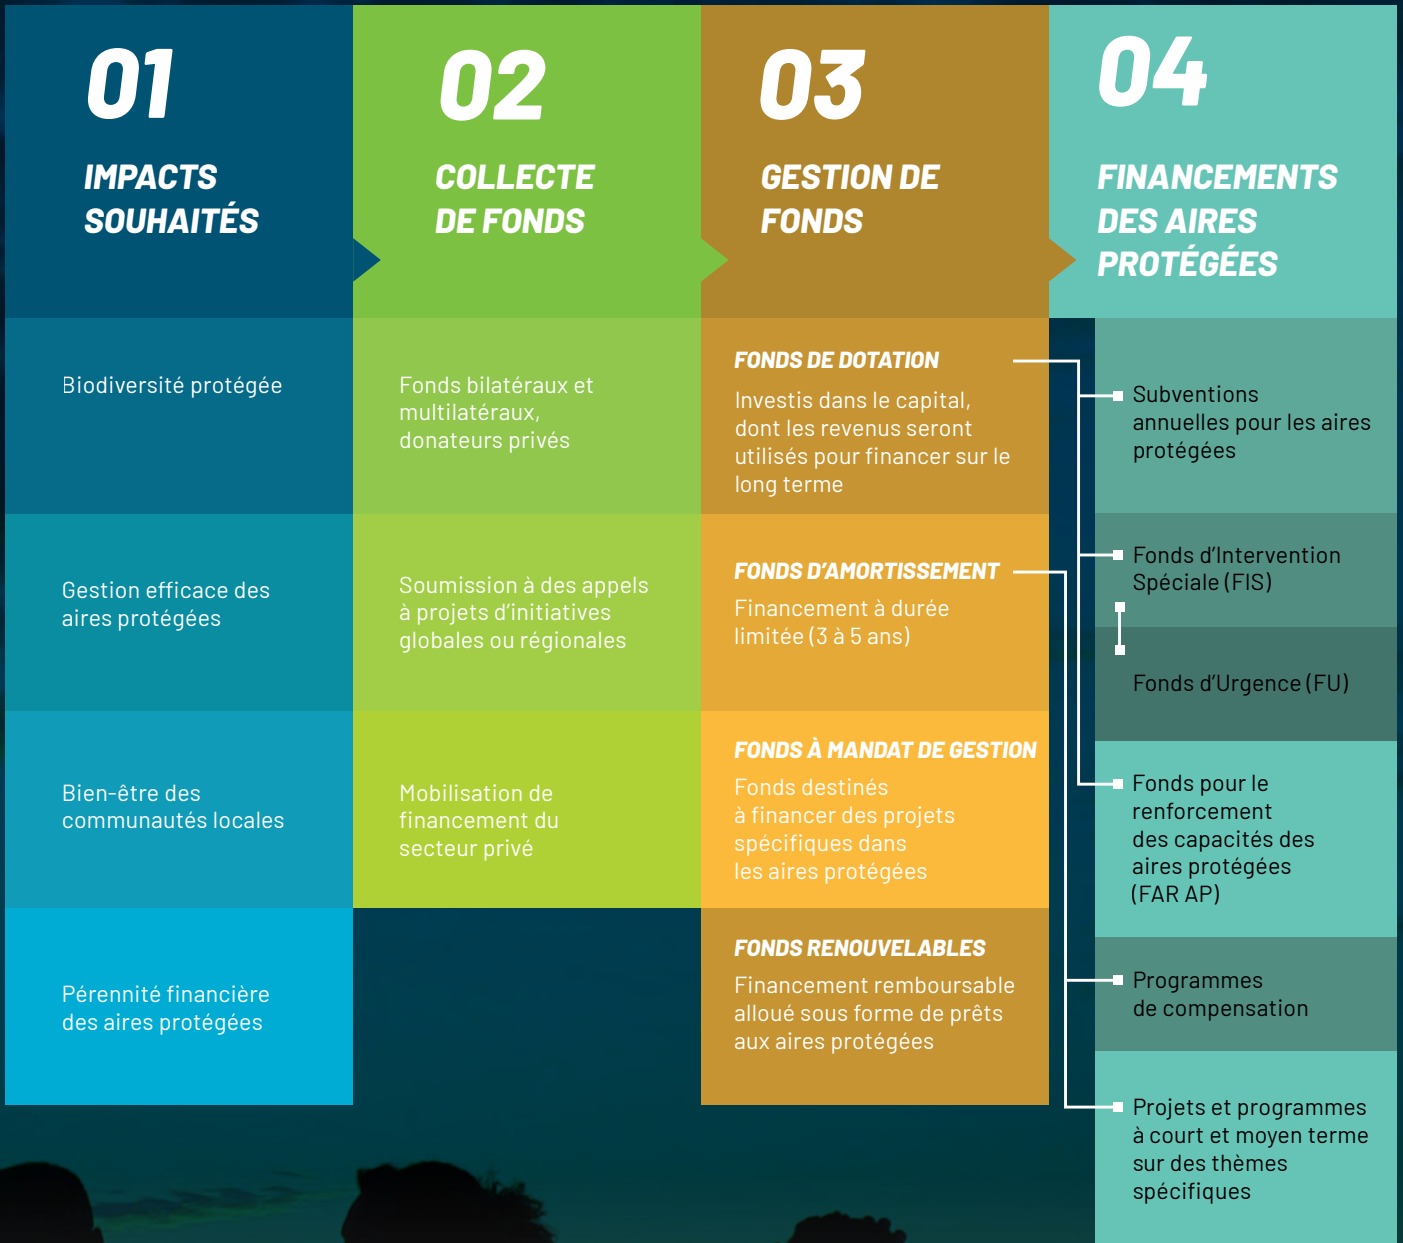 01
IMPACTS
SOUHAITÉS
Biodiversité protégée
Gestion efficace des
aires protégées
Bien-être des
communautés locales
Pérennité financière
des aires protégées
02
COLLECTE
DE FONDS
Fonds bilatéraux et
multilatéraux,
donateurs privés
Soumission à des appels
à projets d’initiatives
globales ou régionales
Mobilisation de
financement du
secteur privé
03
GESTION DE
FONDS
FONDS DE DOTATION
Investis dans le capital,
dont les revenus seront
utilisés pour financer sur le
long terme
FONDS D’AMORTISSEMENT
Financement à durée
limitée (3 à 5 ans)
FONDS À MANDAT DE GESTION
Fonds destinés
à financer des projets
spécifiques dans
les aires protégées
FONDS RENOUVELABLES
Financement remboursable
alloué sous forme de prêts
aux aires protégées
04
FINANCEMENTS
DES AIRES
PROTÉGÉES
Subventions
annuelles pour les aires
protégées
Fonds d’Intervention
Spéciale (FIS)
Fonds d’Urgence (FU)
Fonds pour le
renforcement
des capacités des
aires protégées
(FAR AP)
Programmes
de compensation
Projets et programmes
à court et moyen terme
sur des thèmes
spécifiques